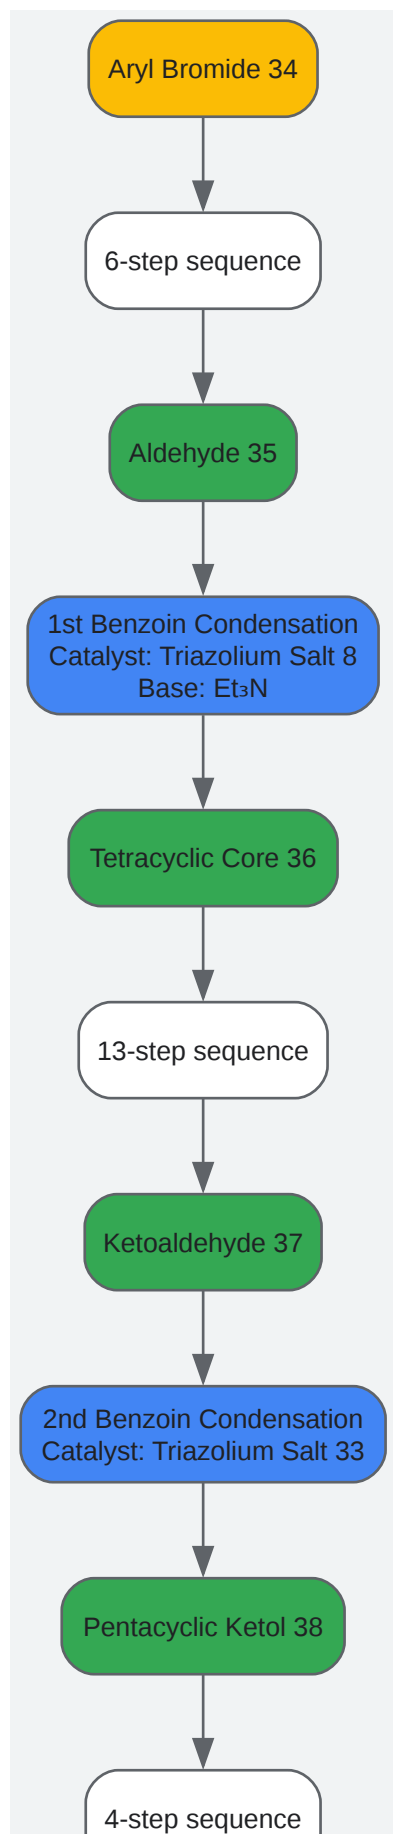 Aryl Bromide 34
6-step sequence
Aldehyde 35
1st Benzoin Condensation
Catalyst: Triazolium Salt 8
Base: Et₃N
Tetracyclic Core 36
13-step sequence
Ketoaldehyde 37
2nd Benzoin Condensation
Catalyst: Triazolium Salt 33
Pentacyclic Ketol 38
4-step sequence